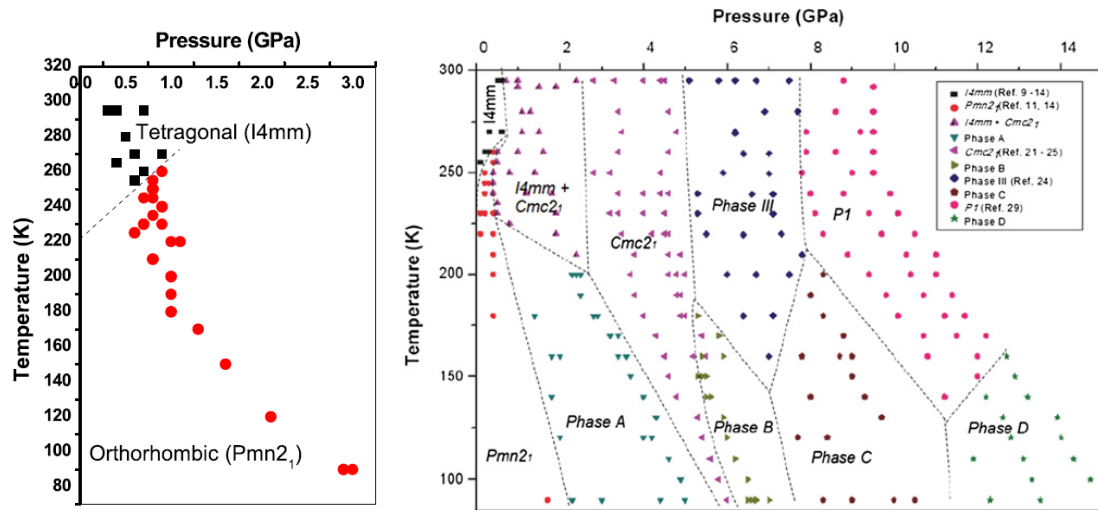 Pressure (GPa)
0.0 0.5 1.0 2.0 3.0
320
300
280
260
240
220
200
180
160
140
120
100
80
Temperature (K)
Tetragonal (I4mm)
Orthorhombic (Pmn2₁)
Pressure (GPa)
0 2 4 6 8 10 12 14
300
250
200
150
100
Temperature (K)
I4mm
I4mm +
Cmc2₁
Cmc2₁
Phase III
P1
Phase A
Pmn2₁
Phase B
Phase C
Phase D
I4mm (Ref. 9 -14)
Pmn2₁(Ref. 11, 14)
I4mm + Cmc2₁
Phase A
Cmc2₁(Ref. 21 - 25)
Phase B
Phase III (Ref. 24)
Phase C
P1 (Ref. 29)
Phase D